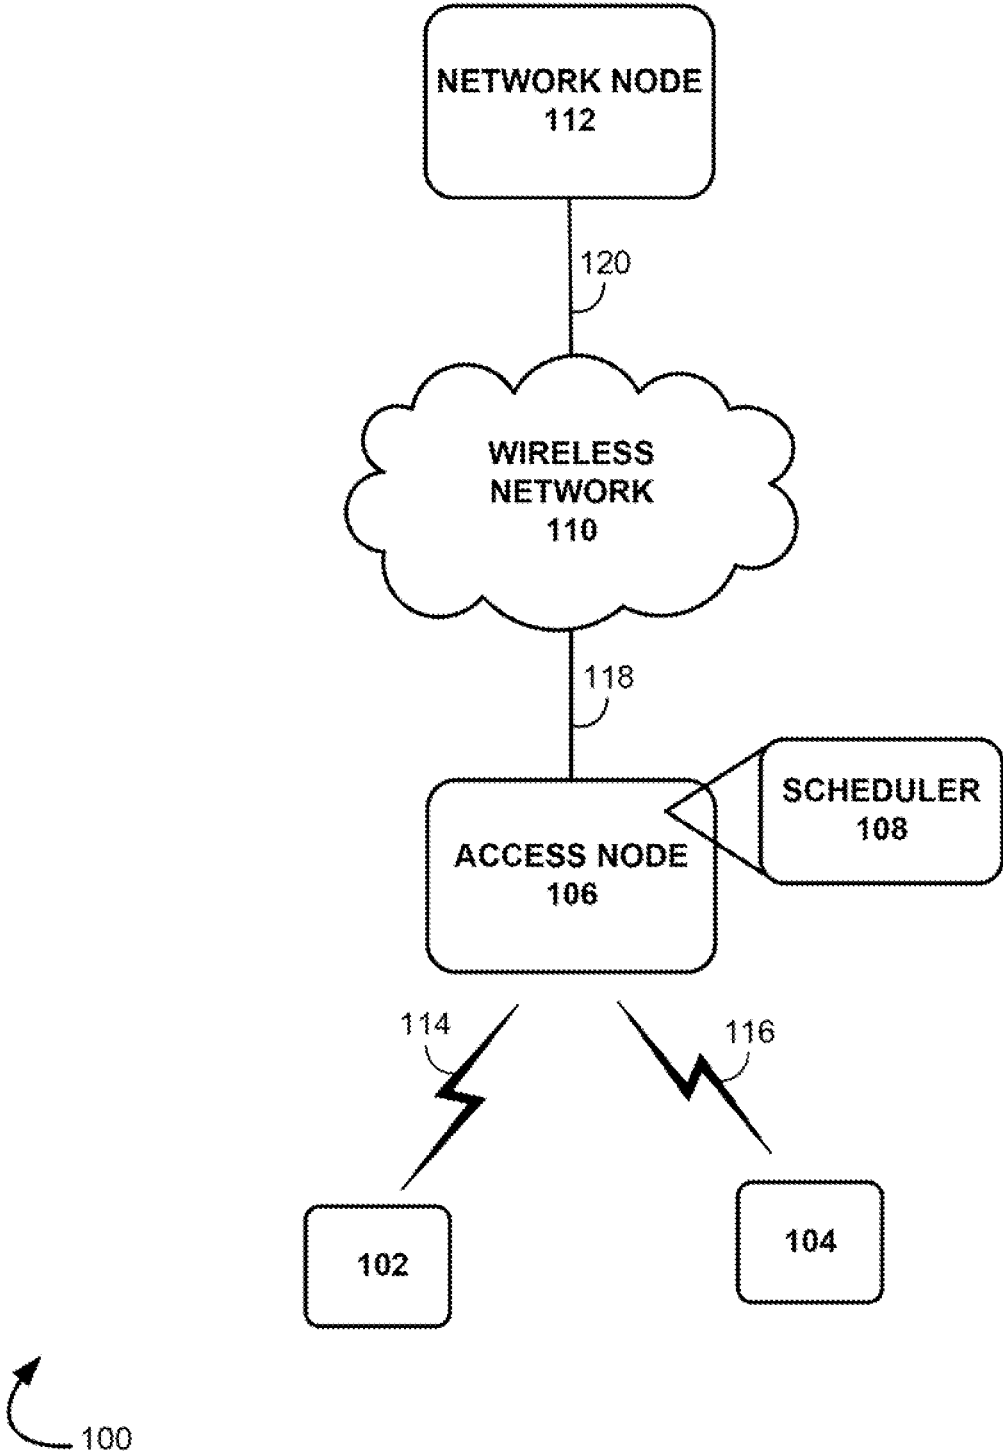 NETWORK NODE
112
120
WIRELESS
NETWORK
110
118
SCHEDULER
108
ACCESS NODE
106
114
116
102
104
100